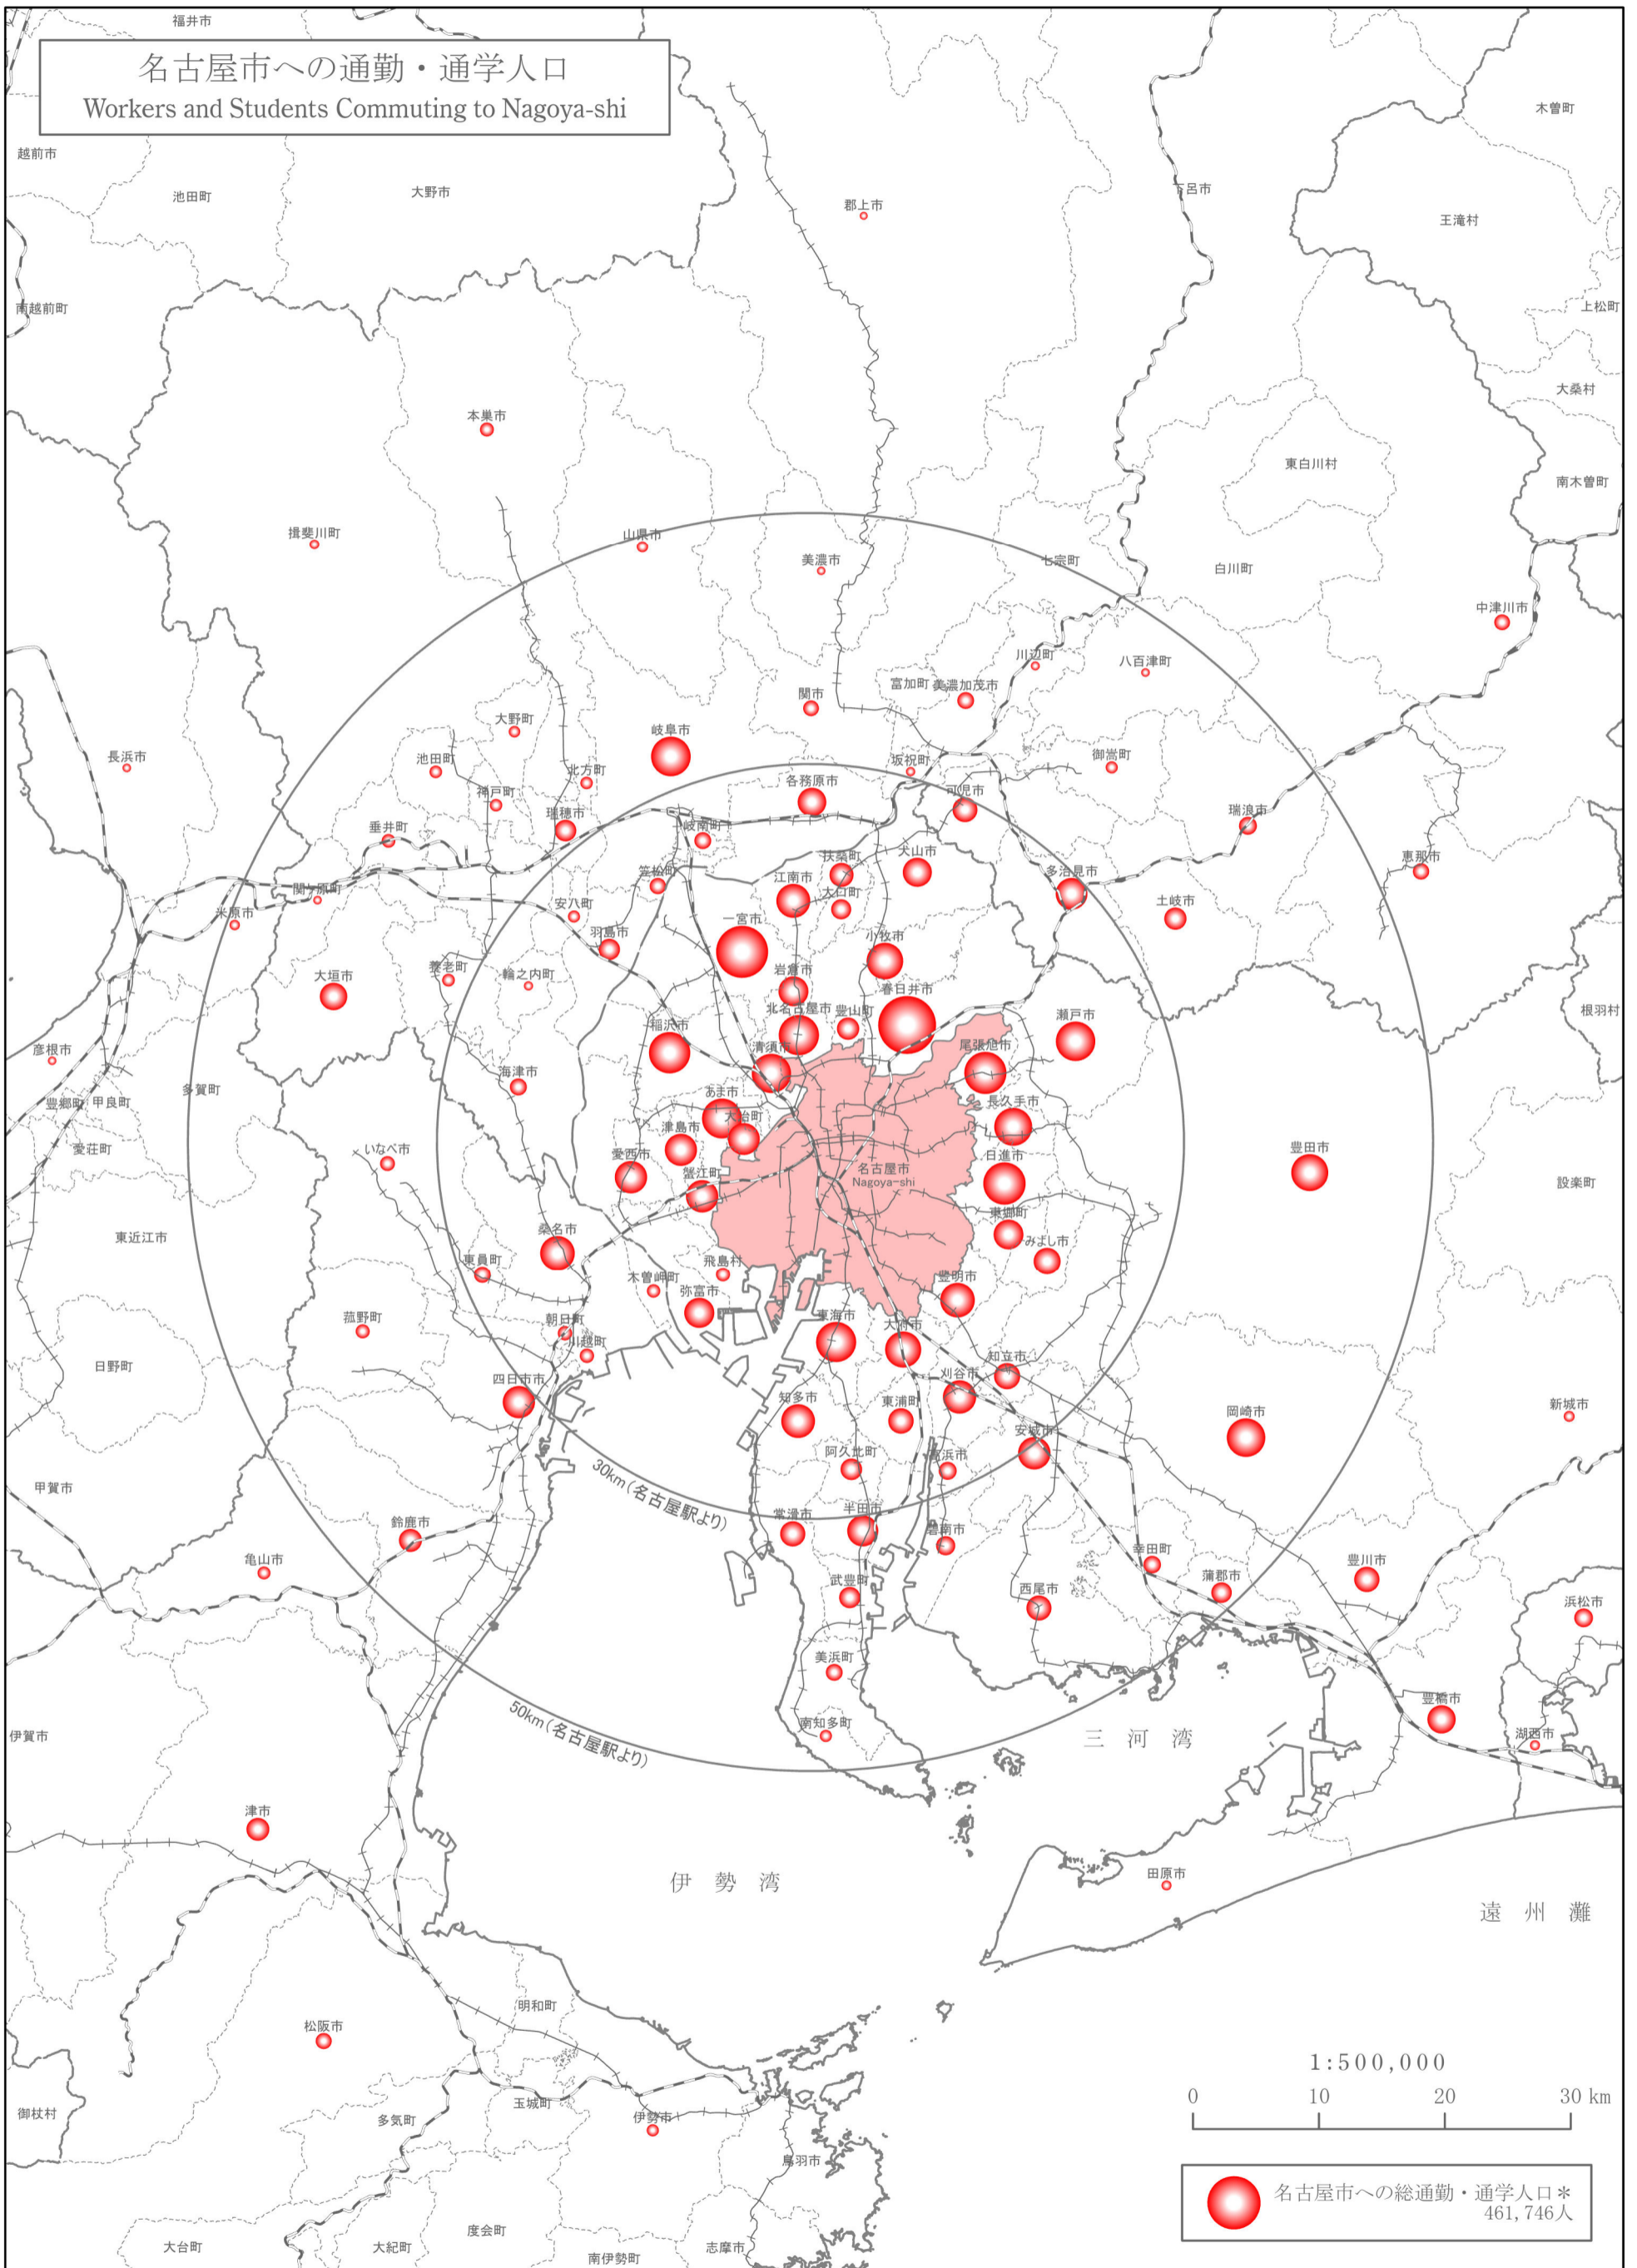 名古屋市への通勤・通学人口
Workers and Students Commuting to Nagoya-shi
福井市
越前市
池田町
大野市
郡上市
下呂市
木曽町
王滝村
南越前町
上松町
大桑村
本巣市
東白川村
南木曽町
揖斐川町
山県市
美濃市
七宗町
白川町
中津川市
川辺町
八百津町
富加町
美濃加茂市
関市
大野町
岐阜市
長浜市
池田町
北方町
坂祝町
御嵩町
神戸町
各務原市
可児市
瑞穂市
瑞浪市
垂井町
岐南町
扶桑町
犬山市
恵那市
笠松町
江南市
多治見市
関ケ原町
大口町
土岐市
米原市
安八町
一宮市
羽島市
小牧市
大垣市
養老町
輪之内町
岩倉市
春日井市
北名古屋市
豊山町
瀬戸市
根羽村
稲沢市
清須市
尾張旭市
彦根市
海津市
多賀町
あま市
長久手市
豊郷町
甲良町
大治町
津島市
愛荘町
いなべ市
愛西市
日進市
豊田市
名古屋市
Nagoya-shi
蟹江町
設楽町
東郷町
東近江市
桑名市
みよし市
東員町
飛島村
豊明市
木曽岬町
弥富市
菰野町
朝日町
東海市
大府市
川越町
日野町
知立市
四日市市
刈谷市
知多市
東浦町
岡崎市
新城市
安城市
阿久比町
高浜市
30km(名古屋駅より)
甲賀市
常滑市
半田市
鈴鹿市
碧南市
亀山市
幸田町
豊川市
武豊町
西尾市
蒲郡市
浜松市
美浜町
50km(名古屋駅より)
南知多町
豊橋市
伊賀市
三河湾
湖西市
津市
伊勢湾
田原市
遠州灘
明和町
松阪市
1:500,000
0 10 20 30 km
御杖村
玉城町
多気町
伊勢市
鳥羽市
名古屋市への総通勤・通学人口*
461,746人
度会町
大台町
大紀町
志摩市
南伊勢町